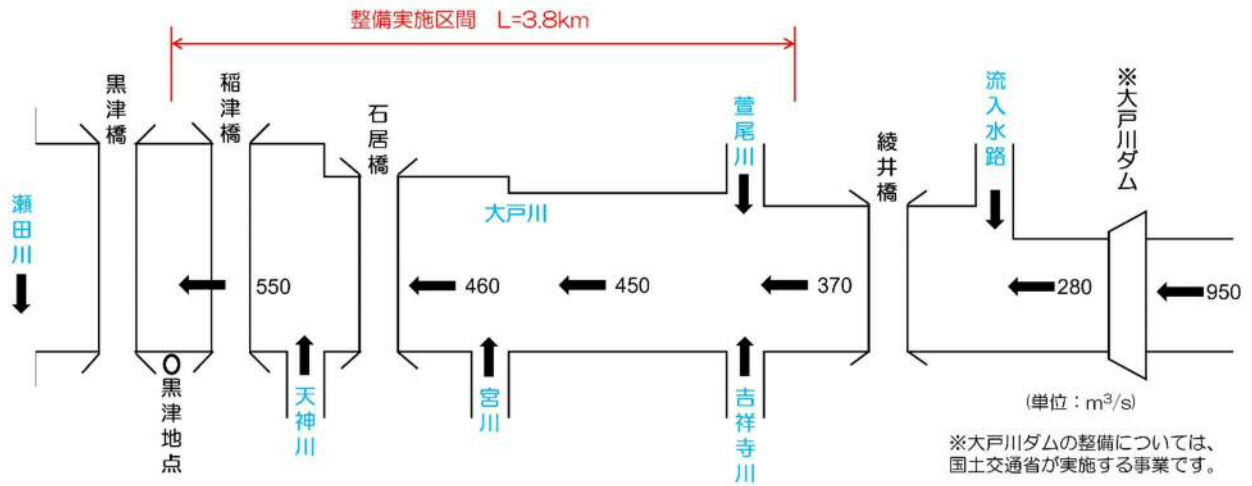 整備実施区間 L=3.8km
黒津橋
稲津橋
石居橋
萱尾川
綾井橋
流入水路
※大戸川ダム
瀬田川
大戸川
550
460
450
370
280
950
黒津地点
天神川
宮川
吉祥寺川
(単位：m³/s)
※大戸川ダムの整備については、
国土交通省が実施する事業です。